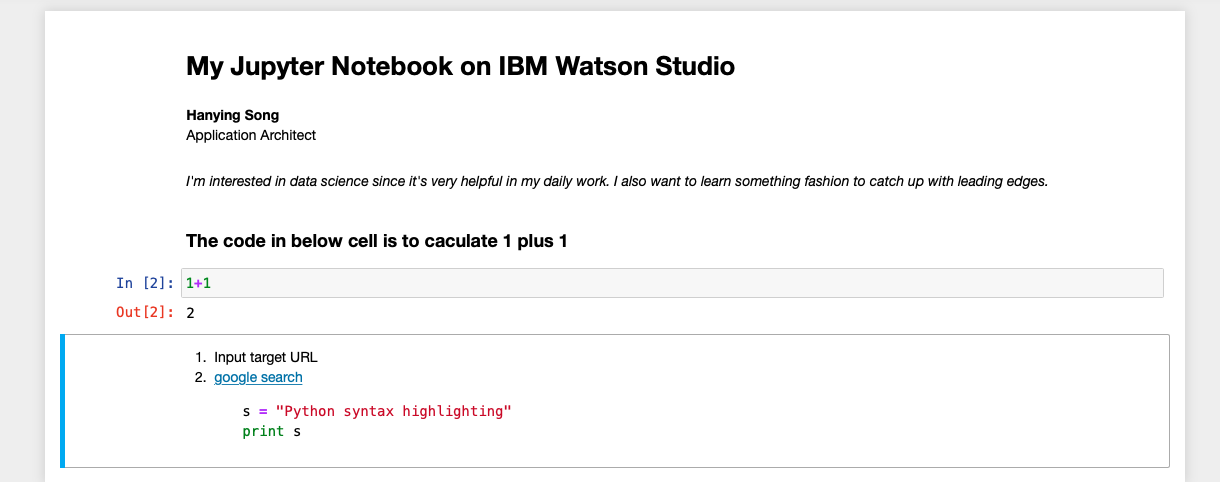 My Jupyter Notebook on IBM Watson Studio
Hanying Song
Application Architect
I'm interested in data science since it's very helpful in my daily work. I also want to learn something fashion to catch up with leading edges.
The code in below cell is to caculate 1 plus 1
In [2]: 1+1
Out[2]: 2
1. Input target URL
2. google search
s = "Python syntax highlighting"
print s